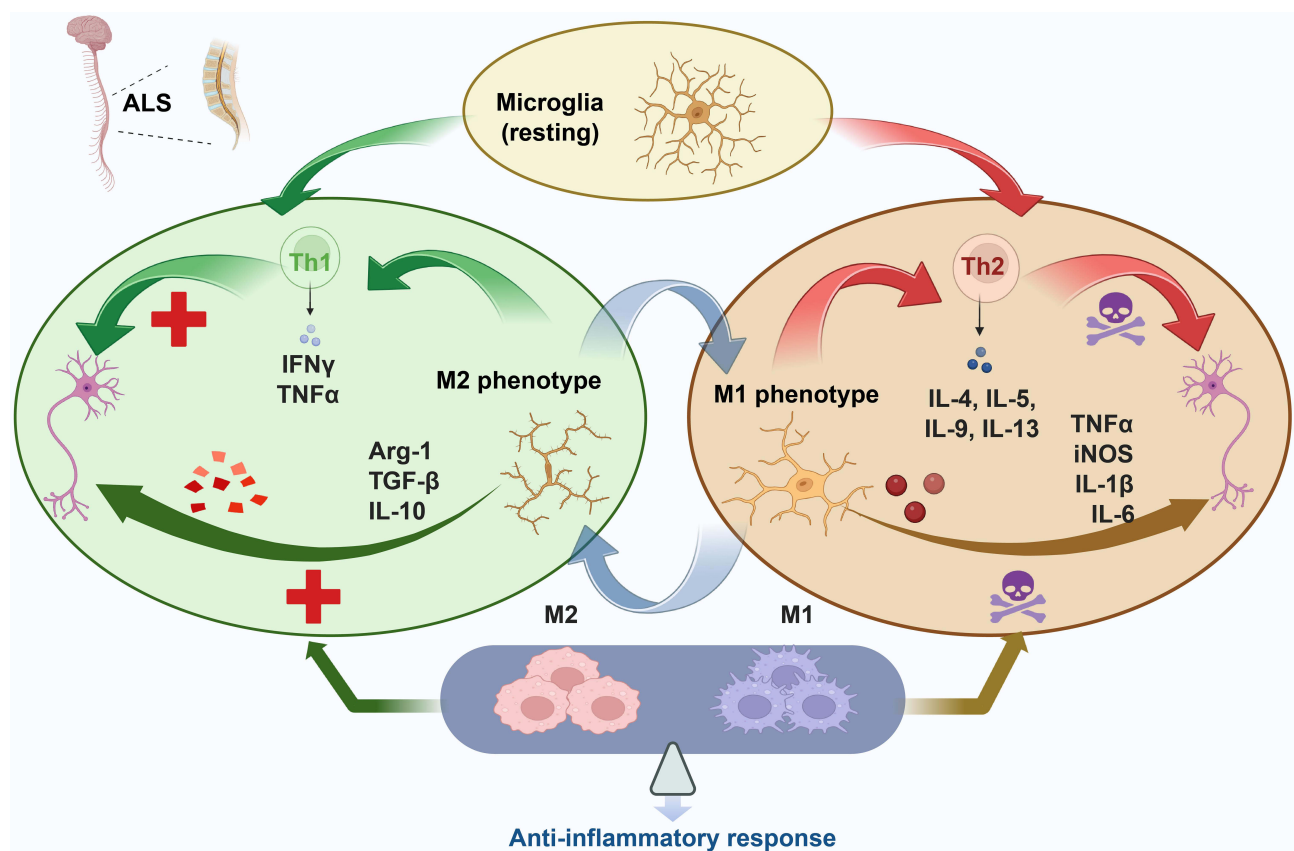 ALS
Microglia
(resting)
Th1
IFNγ
TNFα
M2 phenotype
Arg-1
TGF-β
IL-10
Th2
M1 phenotype
IL-4, IL-5,
IL-9, IL-13
TNFα
iNOS
IL-1β
IL-6
M2
M1
Anti-inflammatory response